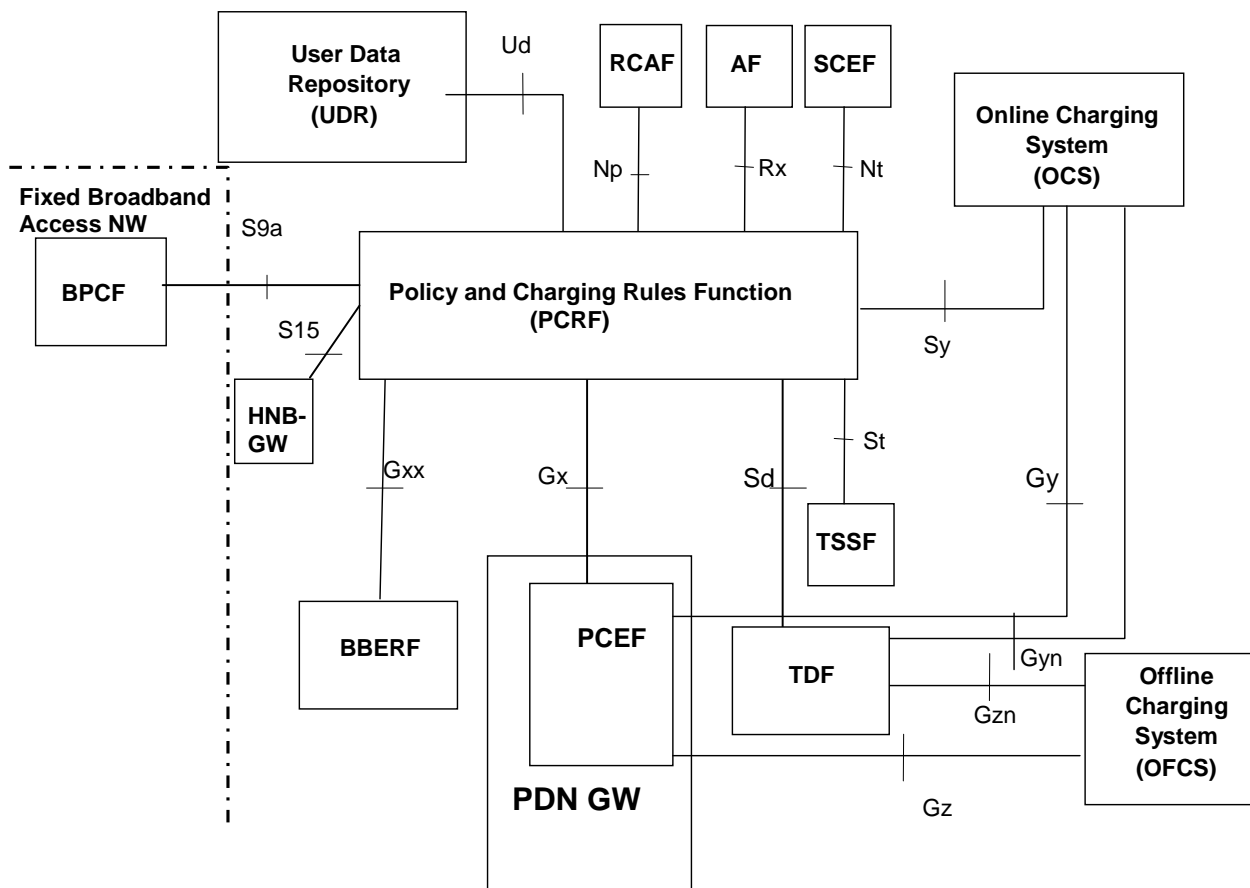 User Data
Repository
(UDR)
Ud
RCAF
AF
SCEF
Online Charging
System
(OCS)
Np
Rx
Nt
Fixed Broadband
Access NW
S9a
BPCF
Policy and Charging Rules Function
(PCRF)
S15
Sy
HNB-
GW
Gxx
Gx
Sd
St
Gy
TSSF
PCEF
BBERF
TDF
Gyn
Offline
Charging
System
(OFCS)
Gzn
PDN GW
Gz